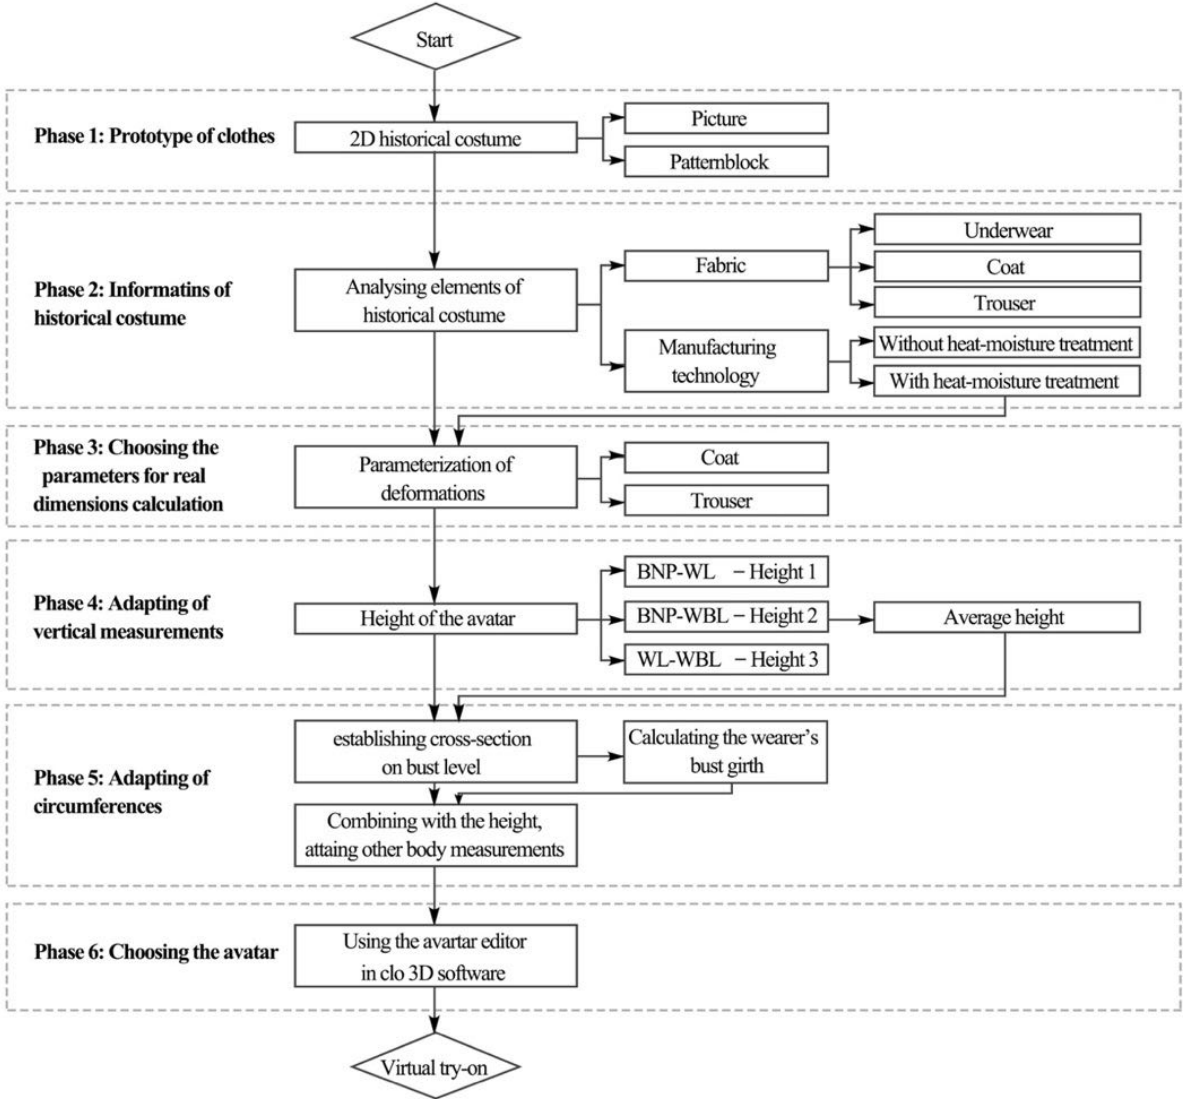 Start
Phase 1: Prototype of clothes
2D historical costume
Picture
Patternblock
Phase 2: Informatins of
historical costume
Analysing elements of
historical costume
Fabric
Underwear
Coat
Trouser
Manufacturing
technology
Without heat-moisture treatment
With heat-moisture treatment
Phase 3: Choosing the
parameters for real
dimensions calculation
Parameterization of
deformations
Coat
Trouser
Phase 4: Adapting of
vertical measurements
Height of the avatar
BNP-WL – Height 1
BNP-WBL – Height 2
WL-WBL – Height 3
Average height
Phase 5: Adapting of
circumferences
establishing cross-section
on bust level
Calculating the wearer's
bust girth
Combining with the height,
attaing other body measurements
Phase 6: Choosing the avatar
Using the avartar editor
in clo 3D software
Virtual try-on